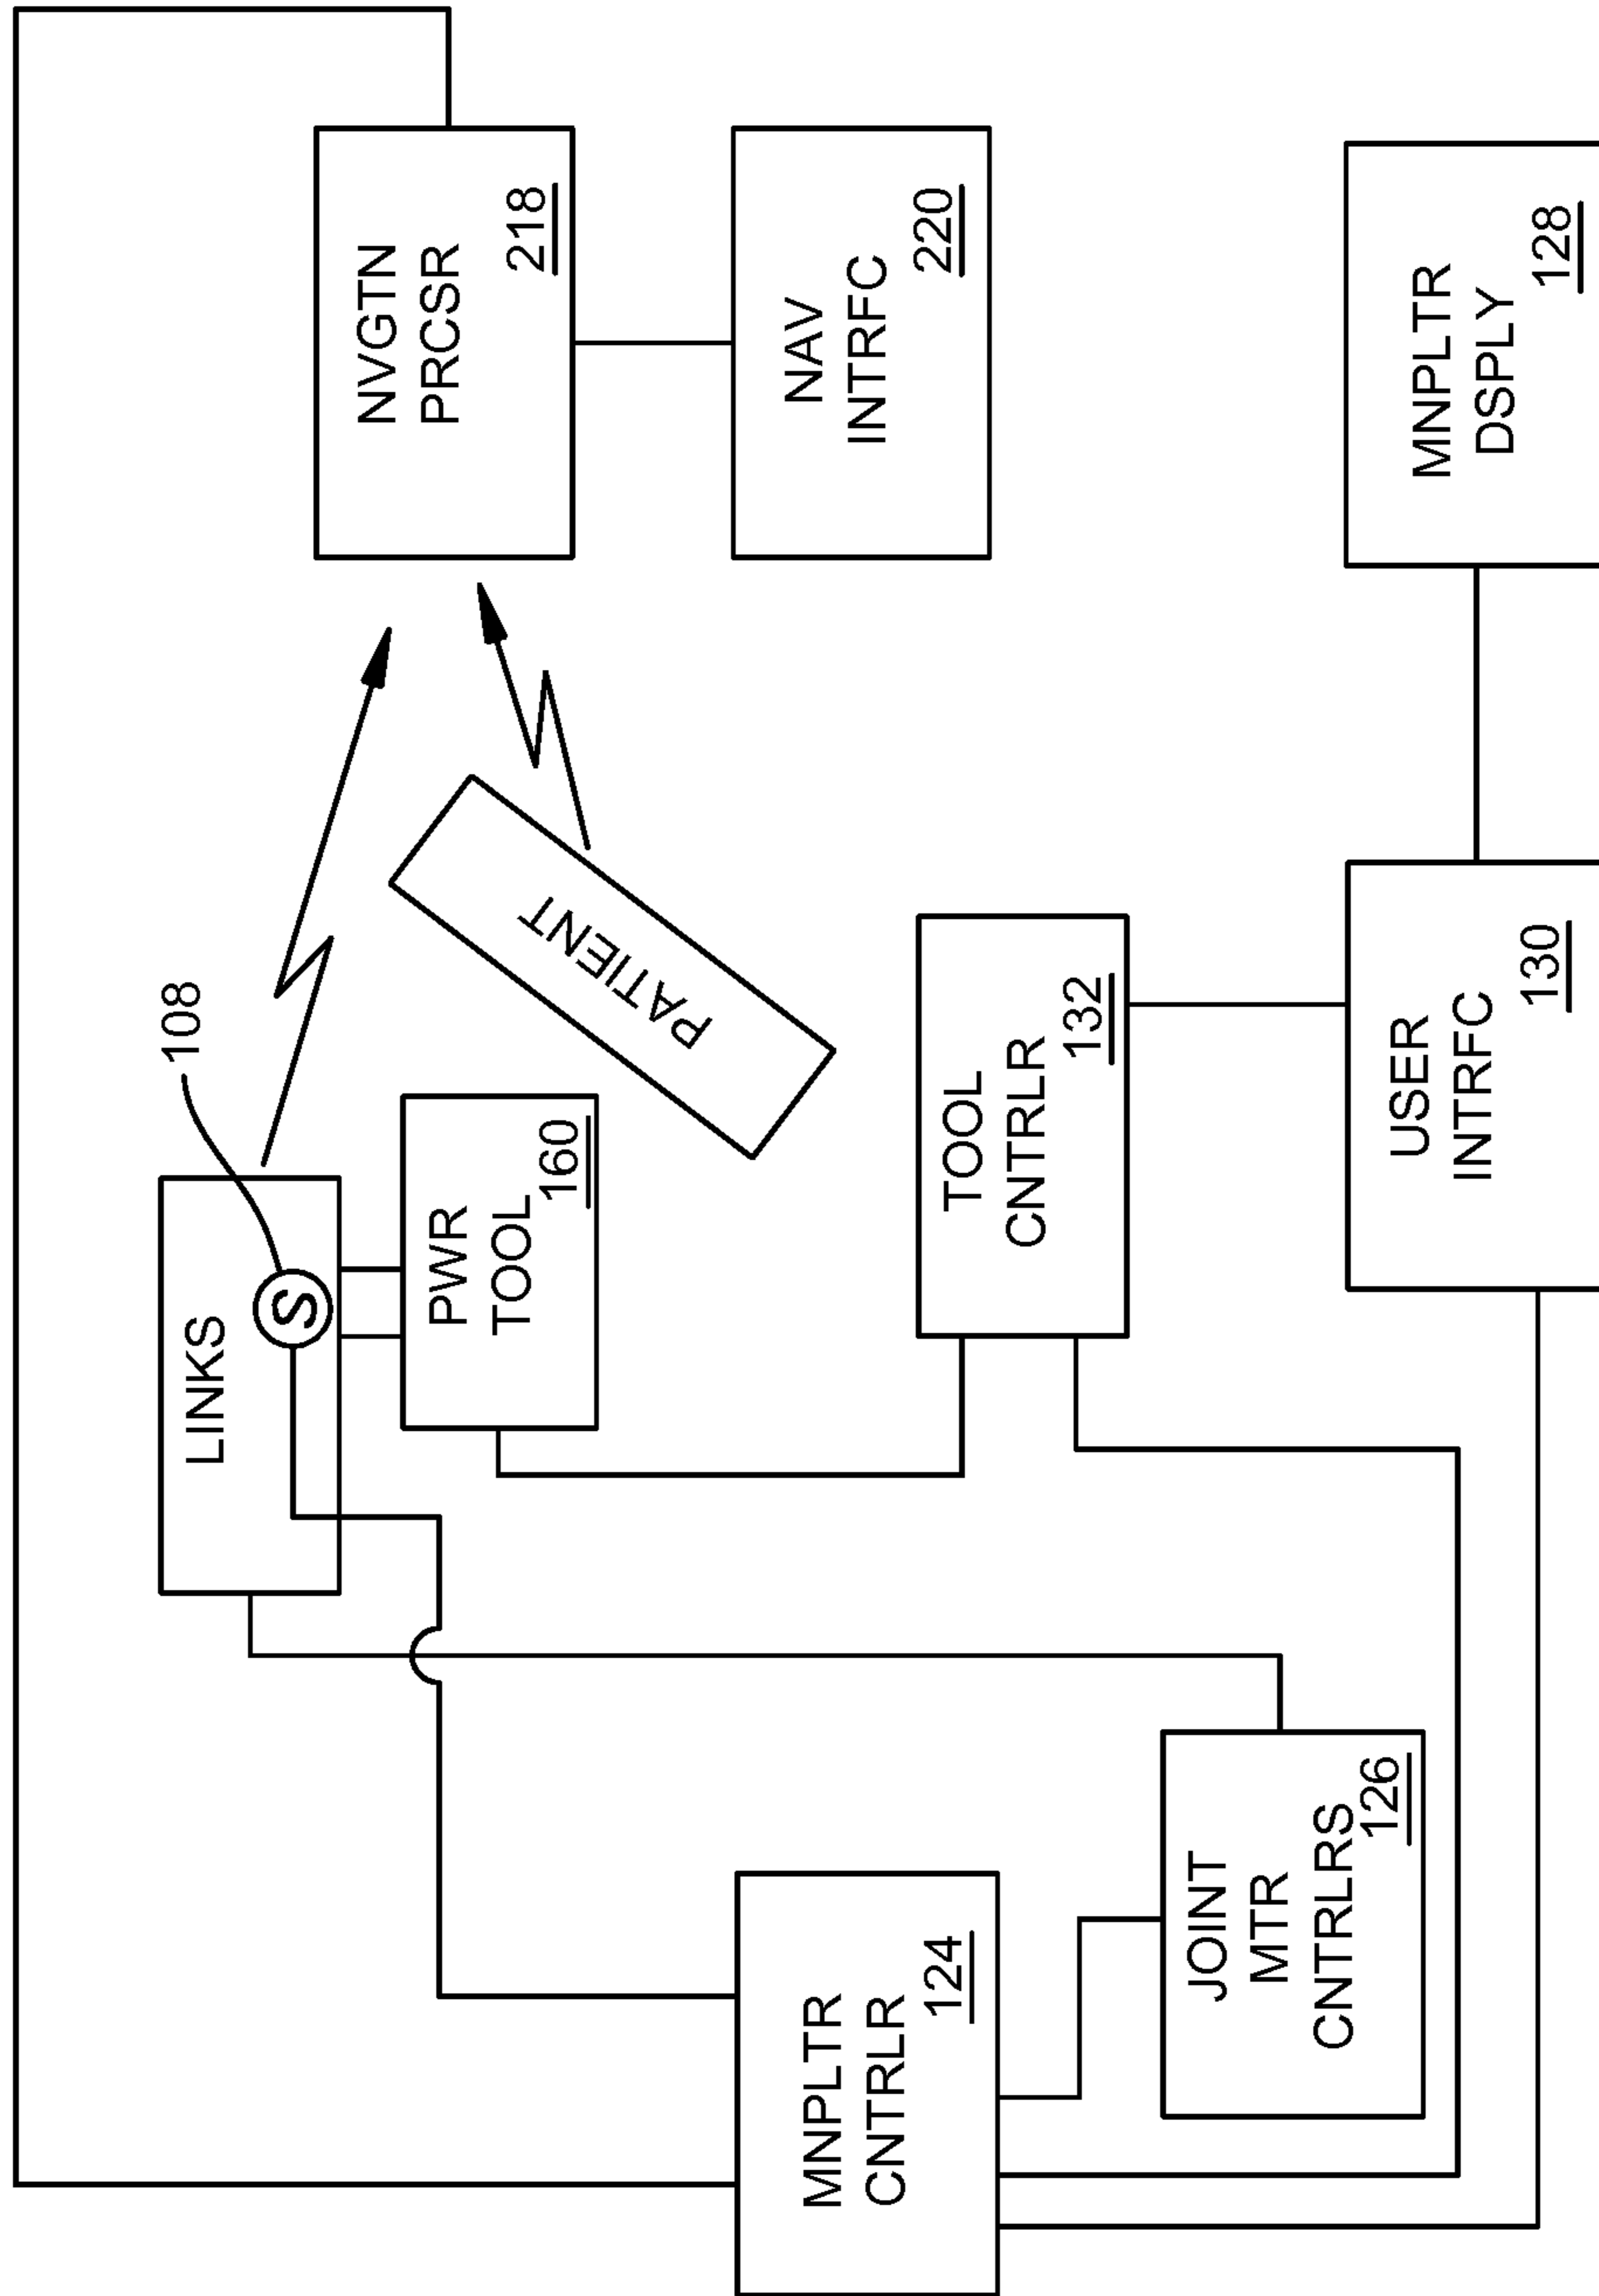 108
LINKS
S
PWR
TOOL
160
PATIENT
NVGTN
PRCSR
218
NAV
INTRFC
220
MNPLTR
CNTRLR
124
JOINT
MTR
CNTRLRS
126
TOOL
CNTRLR
132
USER
INTRFC
130
MNPLTR
DSPLY
128